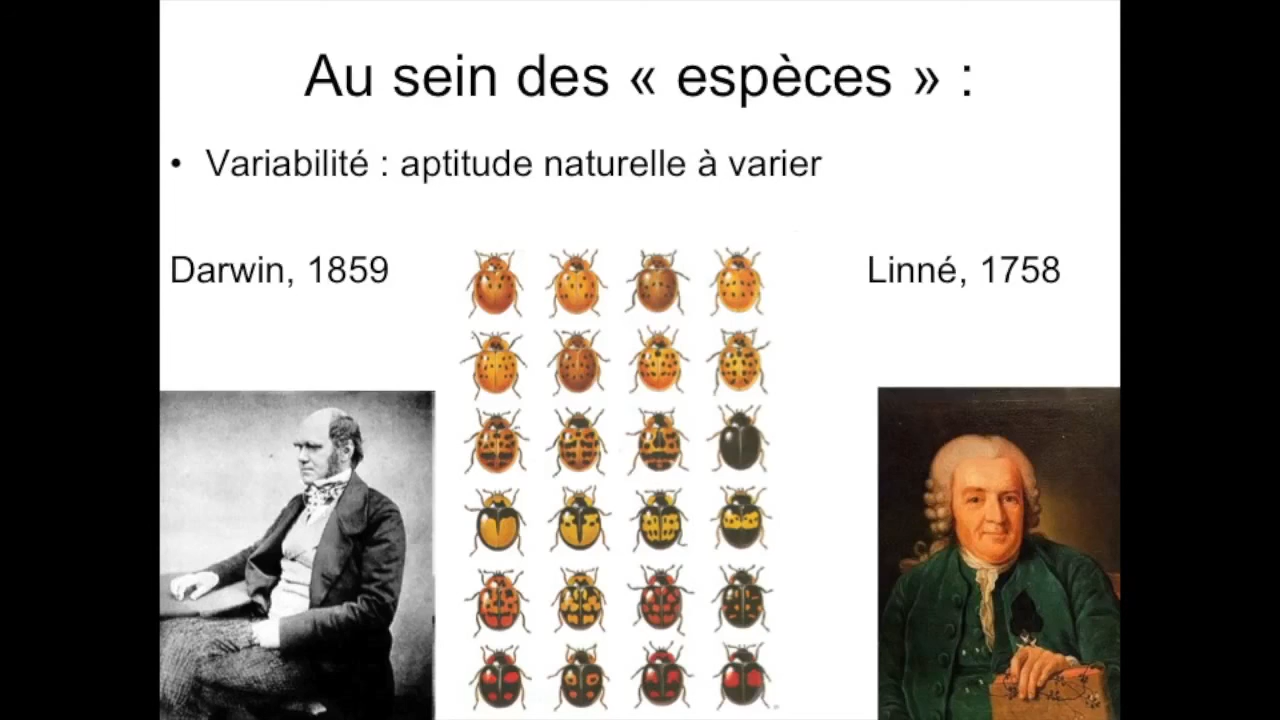 Au sein des « espèces » :
• Variabilité : aptitude naturelle à varier
Darwin, 1859
Linné, 1758